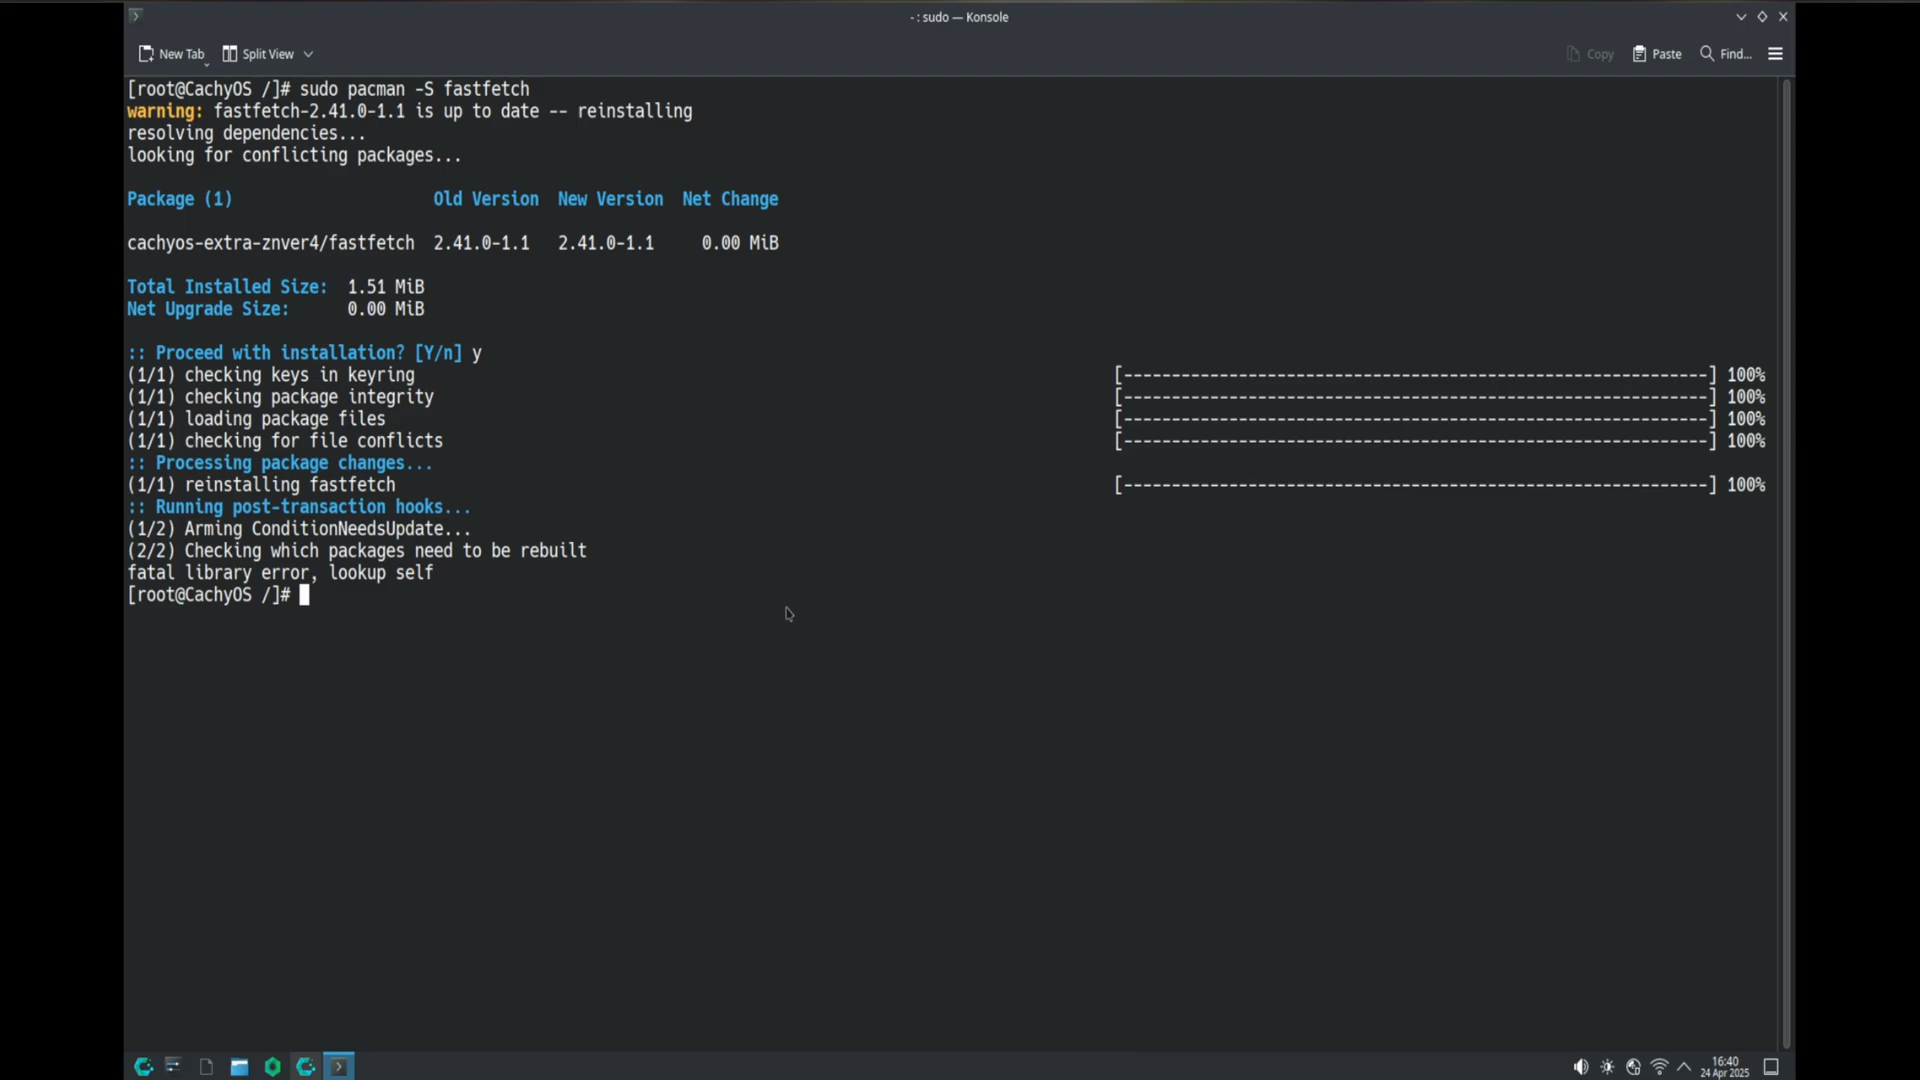 - : sudo — Konsole
New Tab Split View Copy Paste Find...
[root@CachyOS /]# sudo pacman -S fastfetch
warning: fastfetch-2.41.0-1.1 is up to date -- reinstalling
resolving dependencies...
looking for conflicting packages...
Package (1) Old Version New Version Net Change
cachyos-extra-znver4/fastfetch 2.41.0-1.1 2.41.0-1.1 0.00 MiB
Total Installed Size: 1.51 MiB
Net Upgrade Size: 0.00 MiB
:: Proceed with installation? [Y/n] y
(1/1) checking keys in keyring [-------------------------------------------------------------] 100%
(1/1) checking package integrity [-------------------------------------------------------------] 100%
(1/1) loading package files [-------------------------------------------------------------] 100%
(1/1) checking for file conflicts [-------------------------------------------------------------] 100%
:: Processing package changes...
(1/1) reinstalling fastfetch [-------------------------------------------------------------] 100%
:: Running post-transaction hooks...
(1/2) Arming ConditionNeedsUpdate...
(2/2) Checking which packages need to be rebuilt
fatal library error, lookup self
[root@CachyOS /]#
16:40
24 Apr 2025